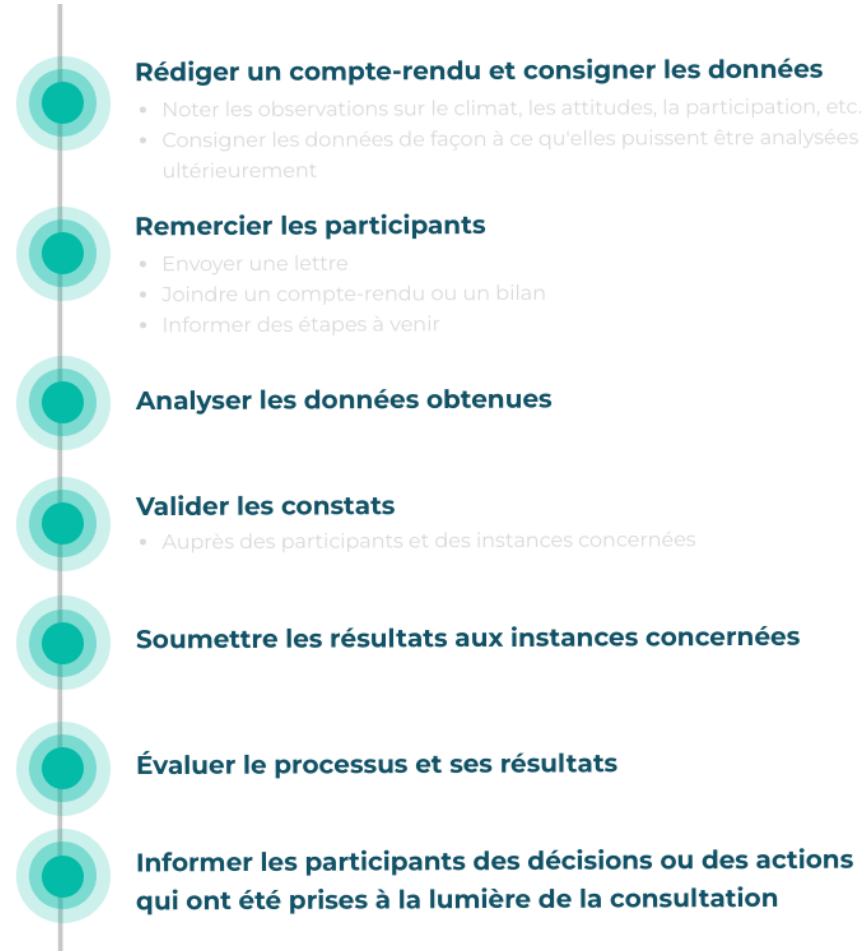 Rédiger un compte-rendu et consigner les données
• Noter les observations sur le climat, les attitudes, la participation, etc.
• Consigner les données de façon à ce qu'elles puissent être analysées
ultérieurement
Remercier les participants
• Envoyer une lettre
• Joindre un compte-rendu ou un bilan
• Informer des étapes à venir
Analyser les données obtenues
Valider les constats
• Auprès des participants et des instances concernées
Soumettre les résultats aux instances concernées
Évaluer le processus et ses résultats
Informer les participants des décisions ou des actions
qui ont été prises à la lumière de la consultation